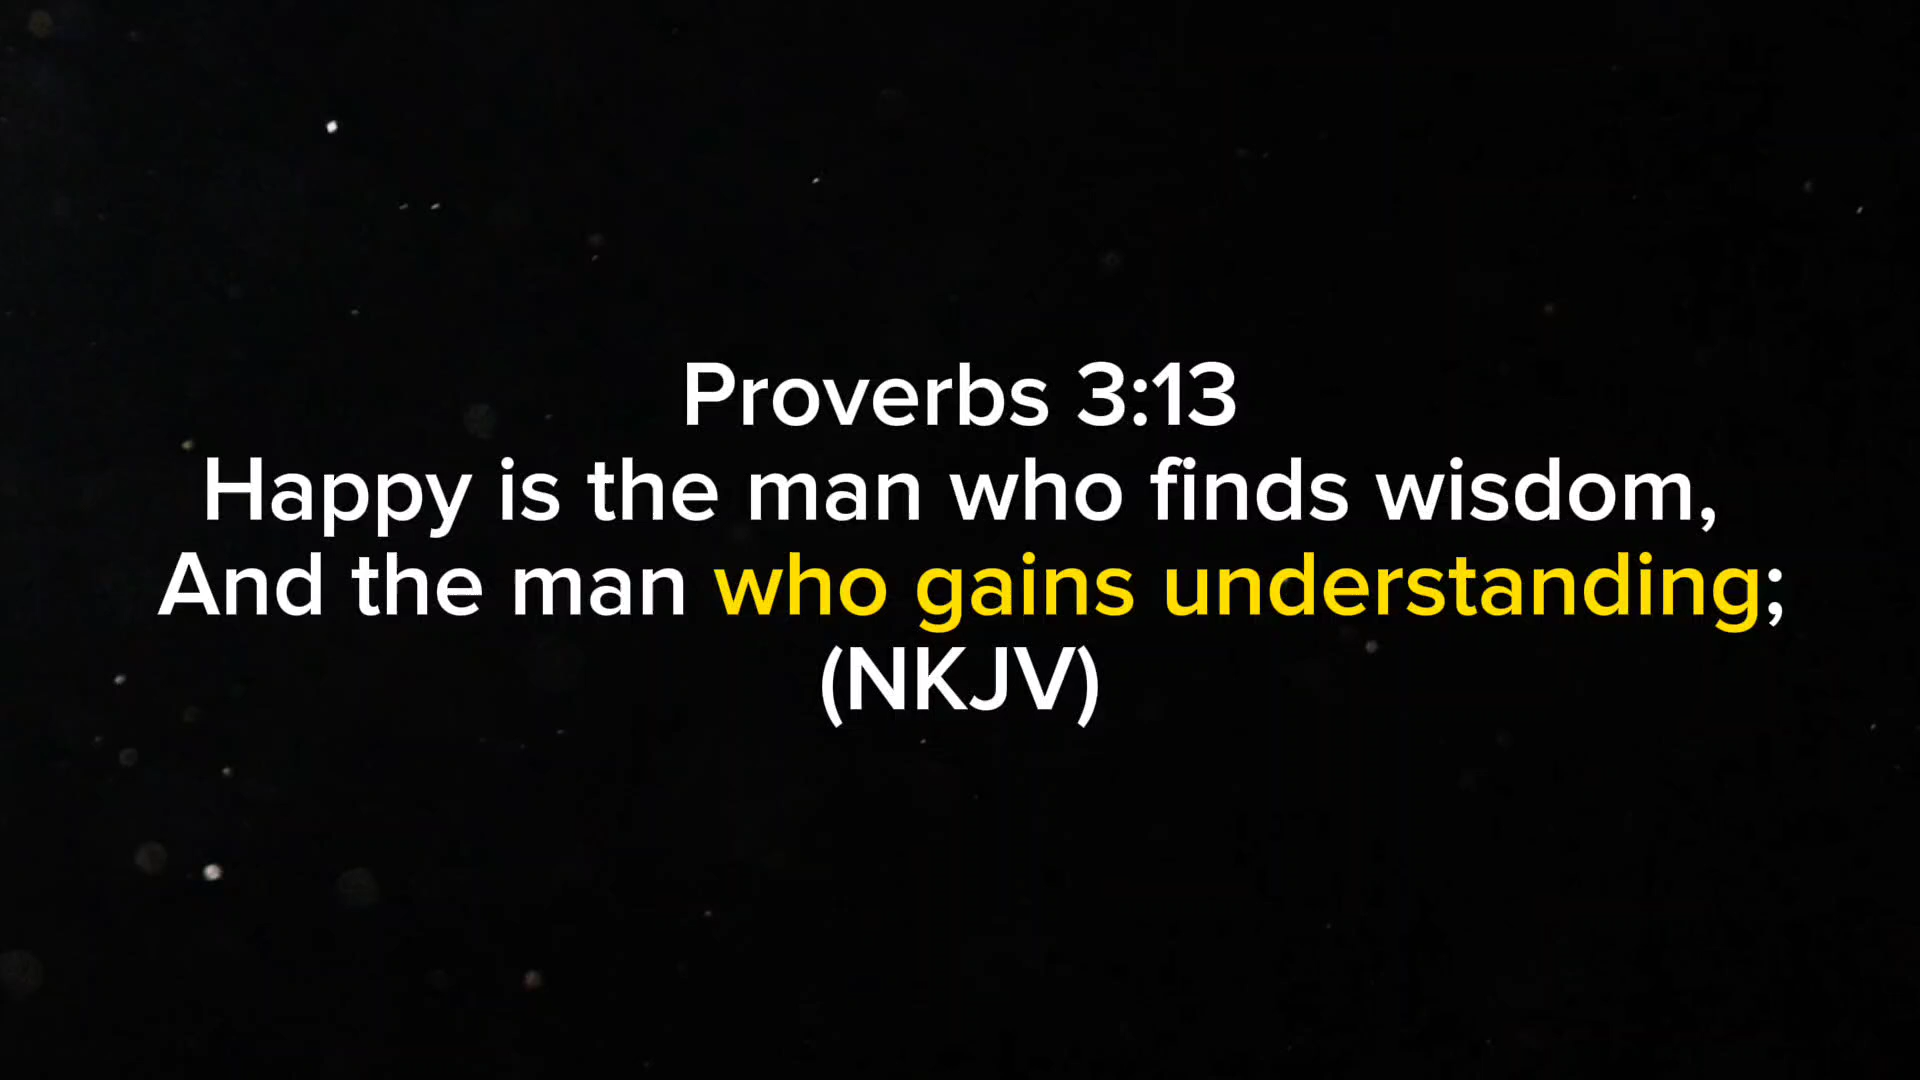 Proverbs 3:13
Happy is the man who finds wisdom,
And the man who gains understanding;
(NKJV)